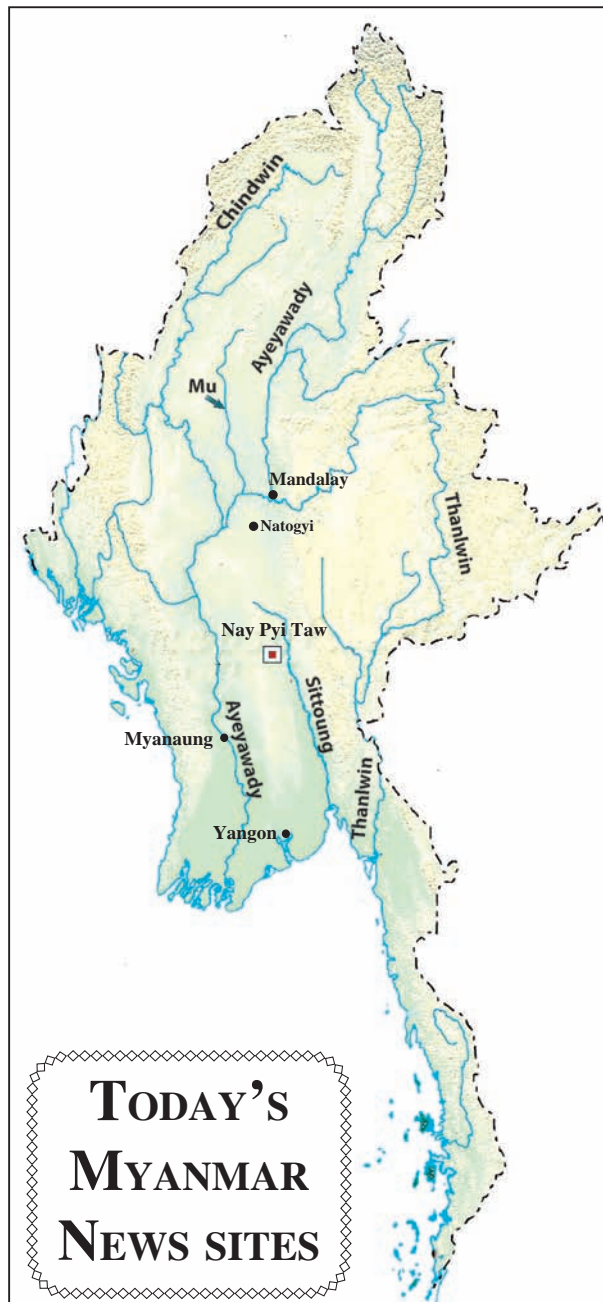 Chindwin
Ayeyawady
Mu
Mandalay
Natogyi
Thanlwin
Nay Pyi Taw
Sittoung
Myanaung
Ayeyawady
Thanlwin
Yangon
TODAY'S
MYANMAR
NEWS SITES